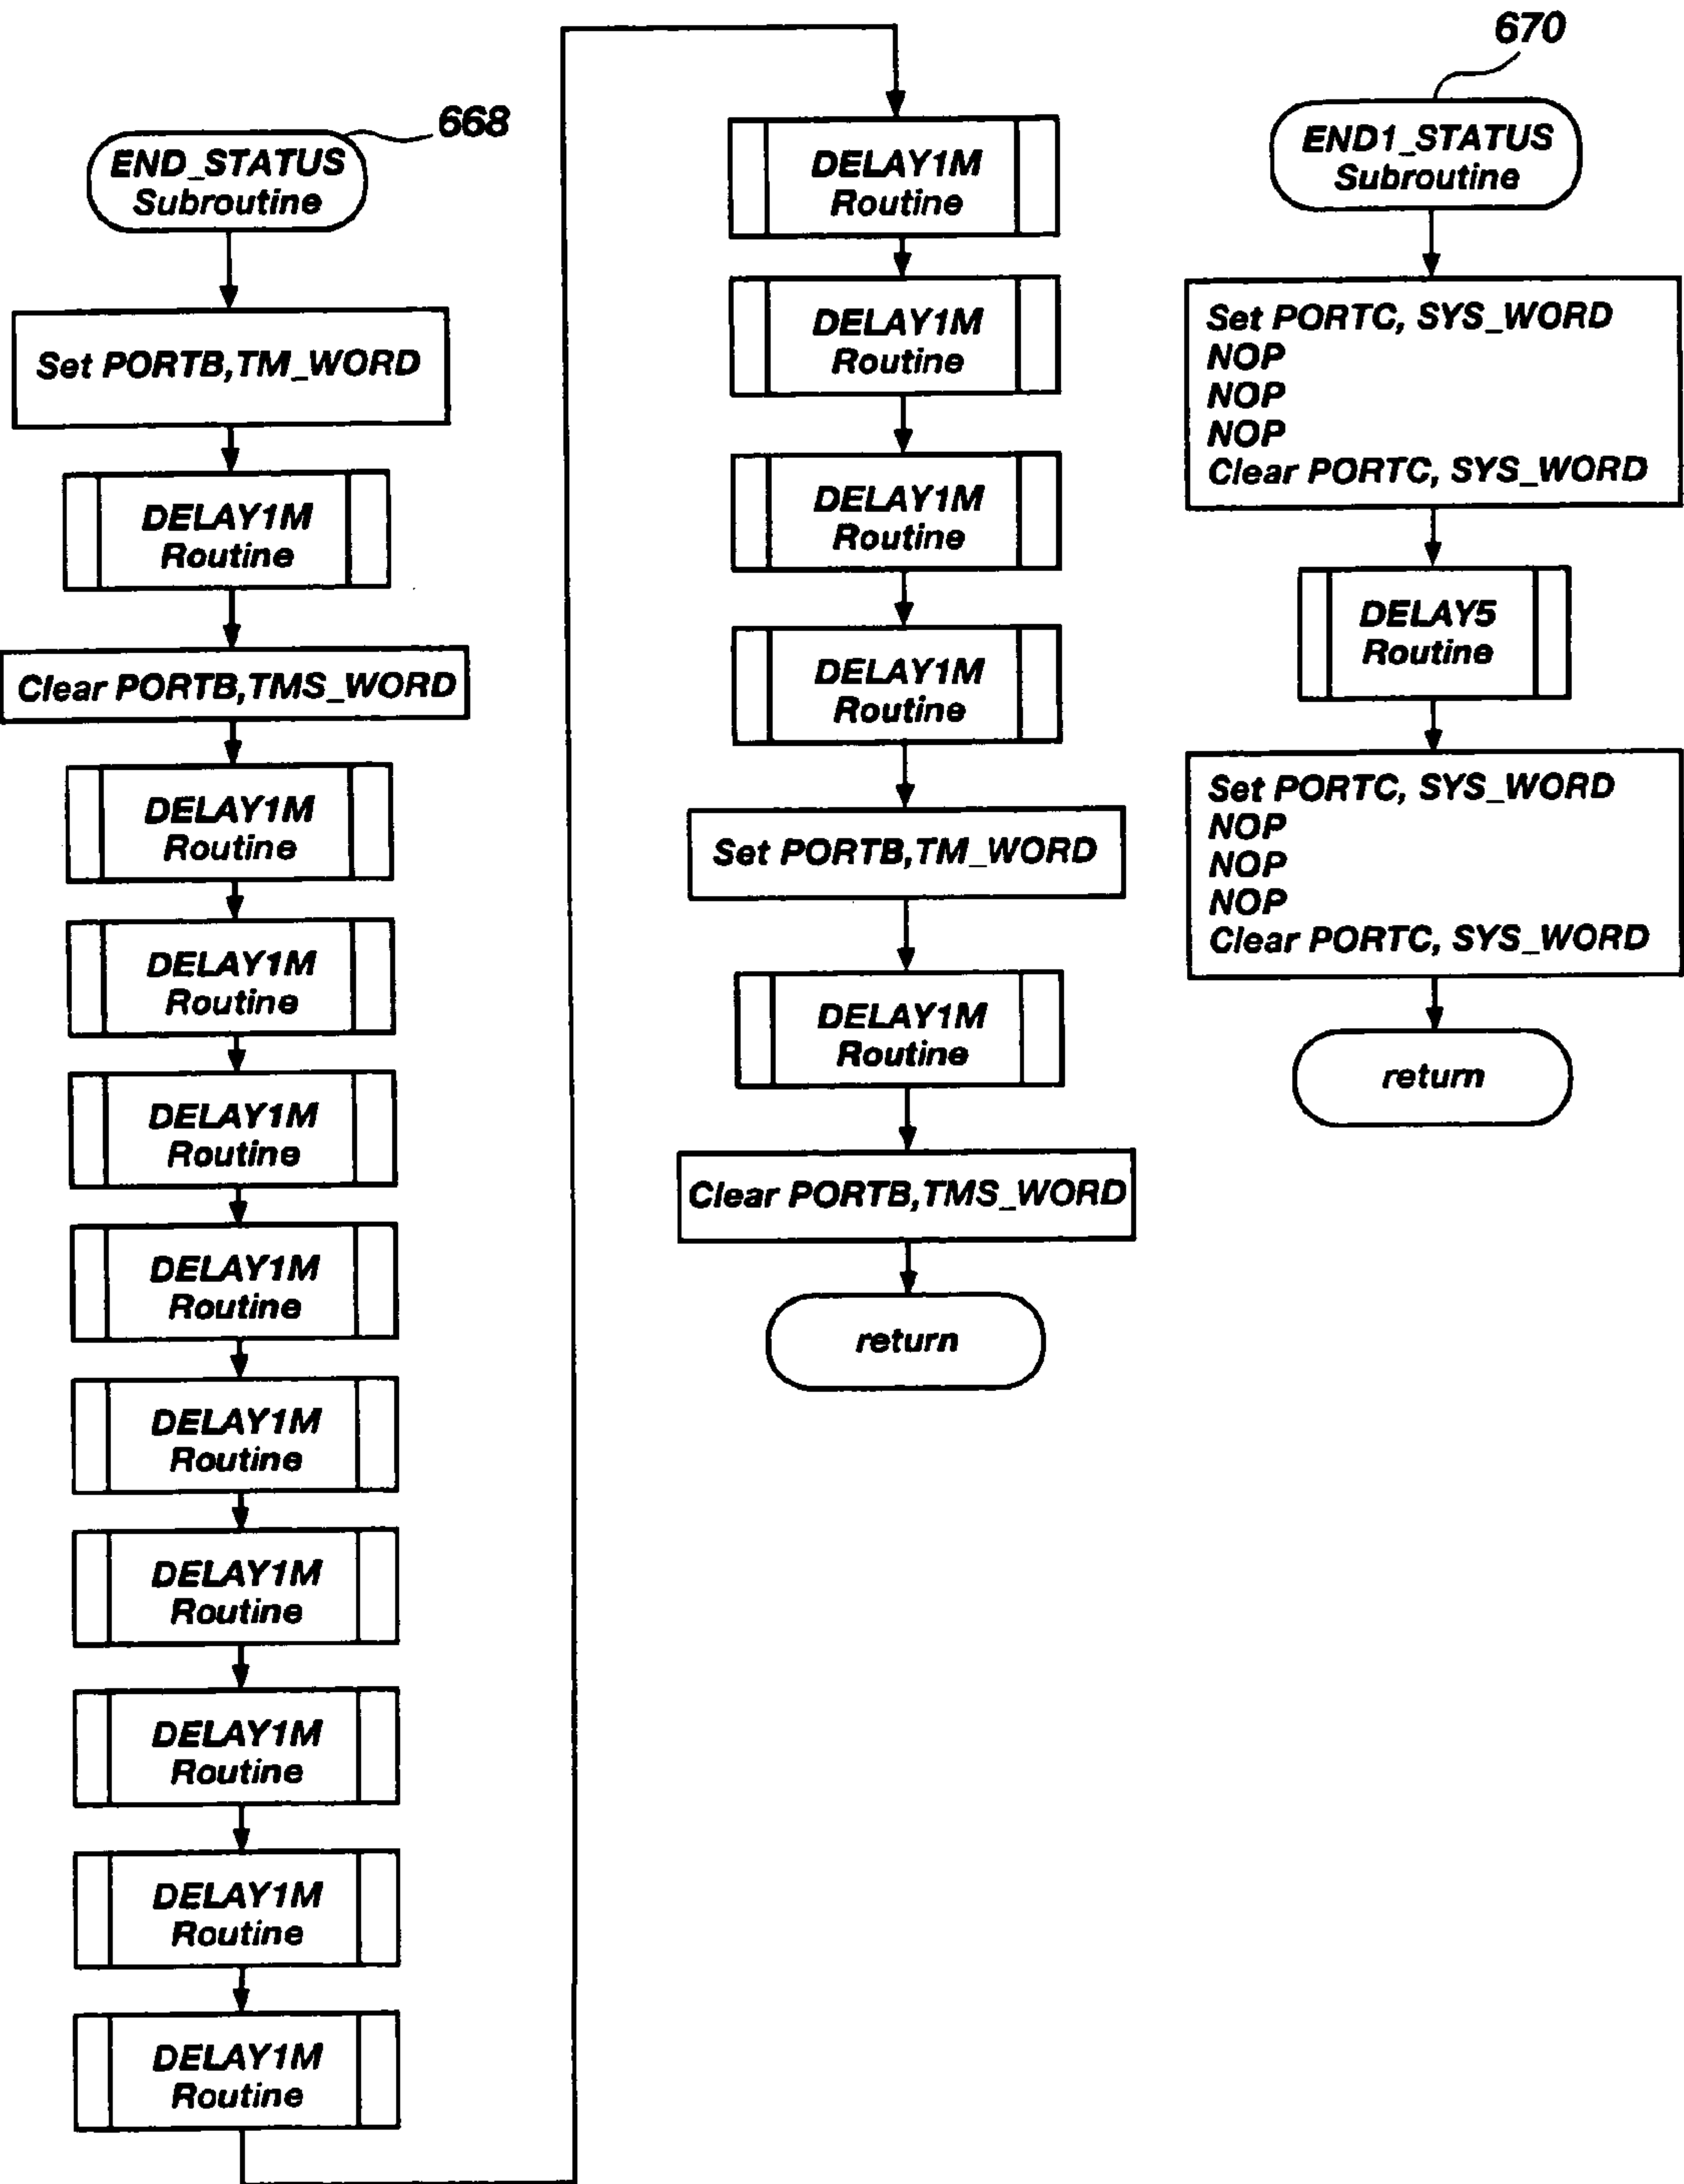 668
END_STATUS
Subroutine
Set PORTB,TM_WORD
DELAY1M
Routine
Clear PORTB,TMS_WORD
DELAY1M
Routine
DELAY1M
Routine
DELAY1M
Routine
DELAY1M
Routine
DELAY1M
Routine
DELAY1M
Routine
DELAY1M
Routine
DELAY1M
Routine
DELAY1M
Routine
DELAY1M
Routine
DELAY1M
Routine
DELAY1M
Routine
DELAY1M
Routine
Set PORTB,TM_WORD
DELAY1M
Routine
Clear PORTB,TMS_WORD
return
670
END1_STATUS
Subroutine
Set PORTC, SYS_WORD
NOP
NOP
NOP
Clear PORTC, SYS_WORD
DELAY5
Routine
Set PORTC, SYS_WORD
NOP
NOP
NOP
Clear PORTC, SYS_WORD
return